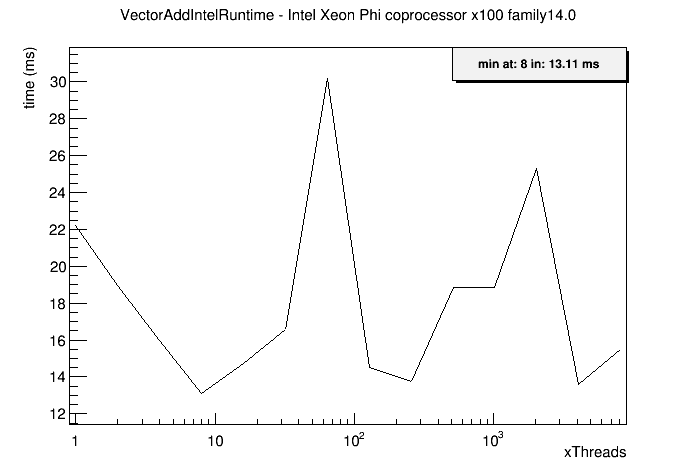 VectorAddIntelRuntime - Intel Xeon Phi coprocessor x100 family14.0
time (ms)
min at: 8 in: 13.11 ms
30
28
26
24
22
20
18
16
14
12
1 10 10² 10³
xThreads